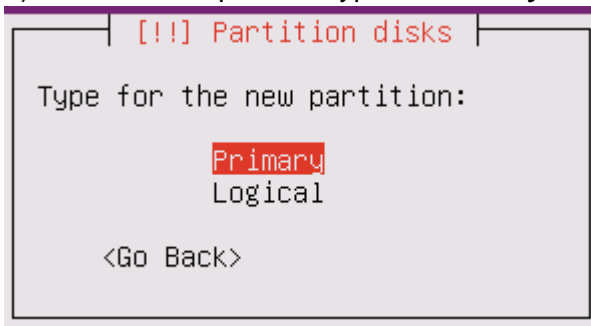 [!!] Partition disks
Type for the new partition:
Primary
Logical
<Go Back>